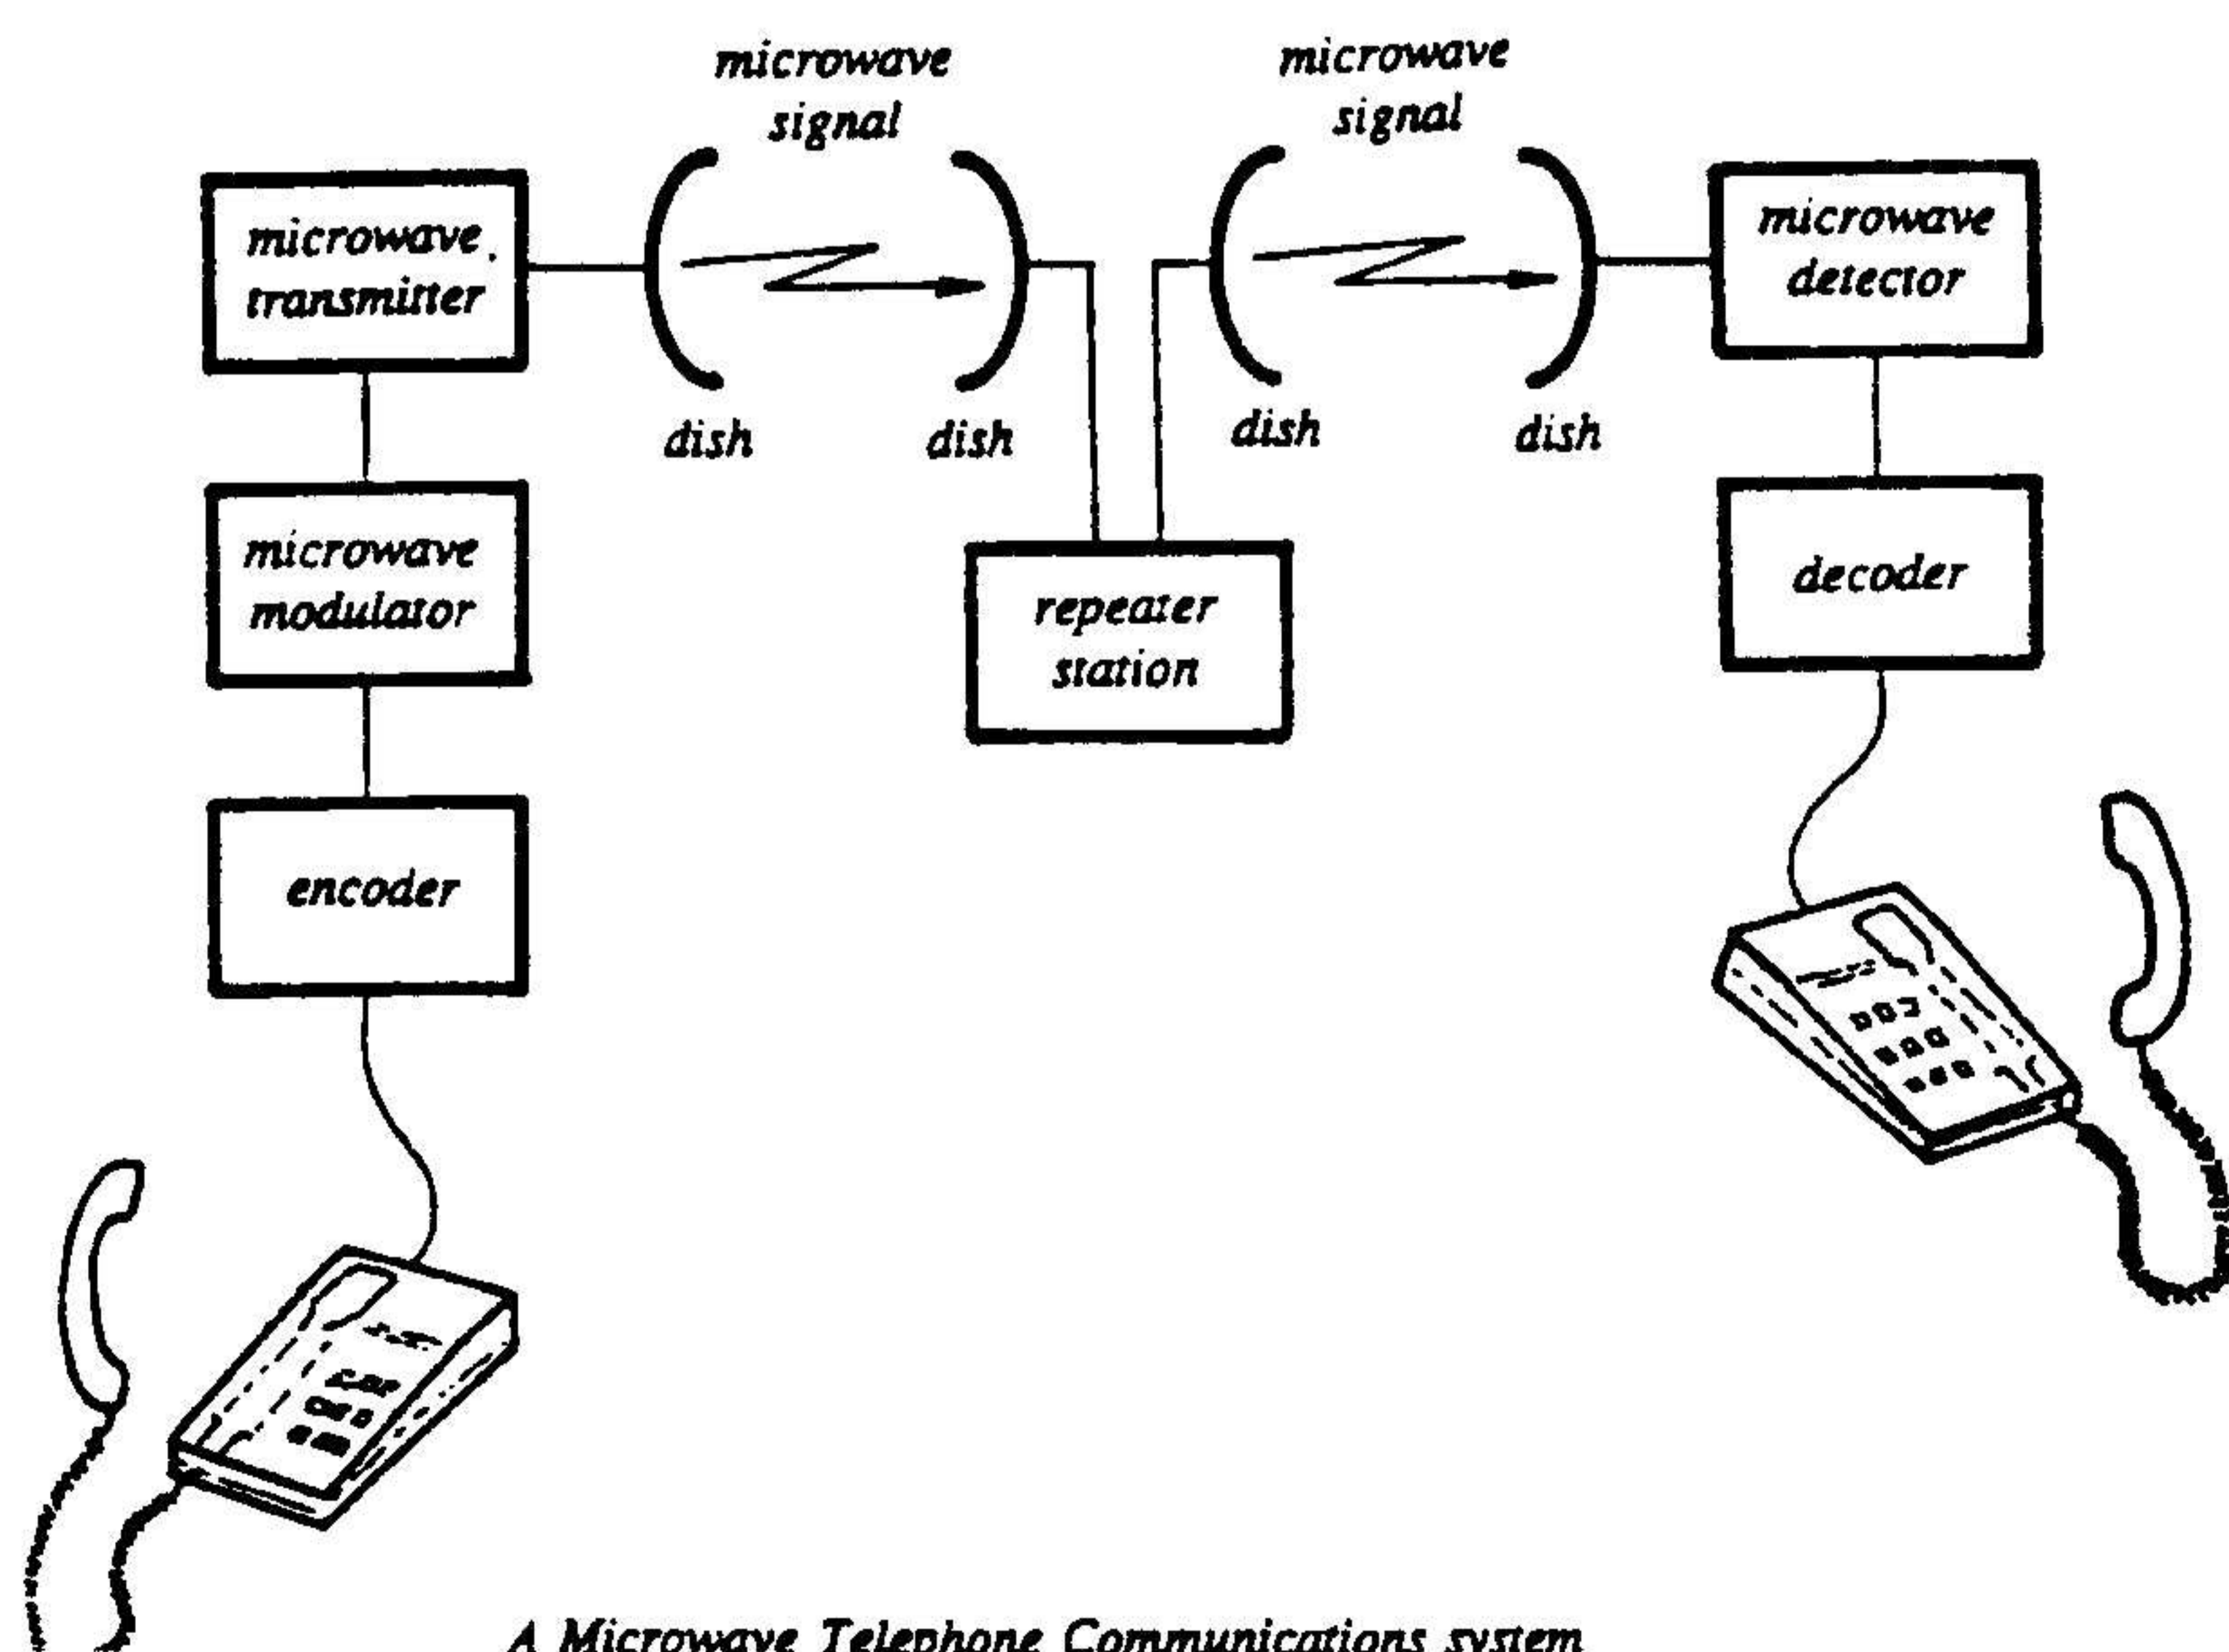 microwave
signal
microwave
signal
microwave
transmitter
microwave
detector
dish
dish
dish
dish
microwave
modulator
repeater
station
decoder
encoder
A Microwave Telephone Communications system